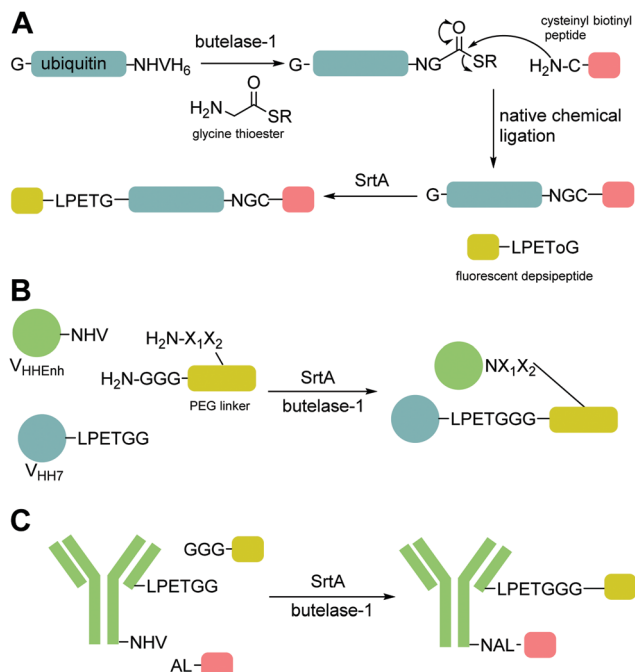 A
G-ubiquitin-NHVH6
butelase-1
H2N
O
SR
glycine thioester
G-
-NG
O
SR
cysteinyl biotinyl
peptide
H2N-C-
native chemical
ligation
-LPETG-
-NGC-
SrtA
G-
-NGC-
-LPEToG
fluorescent depsipeptide
B
-NHV
VHHEnh
H2N-X1X2
H2N-GGG-
PEG linker
-LPETGG
VHH7
SrtA
butelase-1
NX1X2
-LPETGGG-
C
GGG-
-LPETGG
-NHV
AL-
SrtA
butelase-1
-LPETGGG-
-NAL-